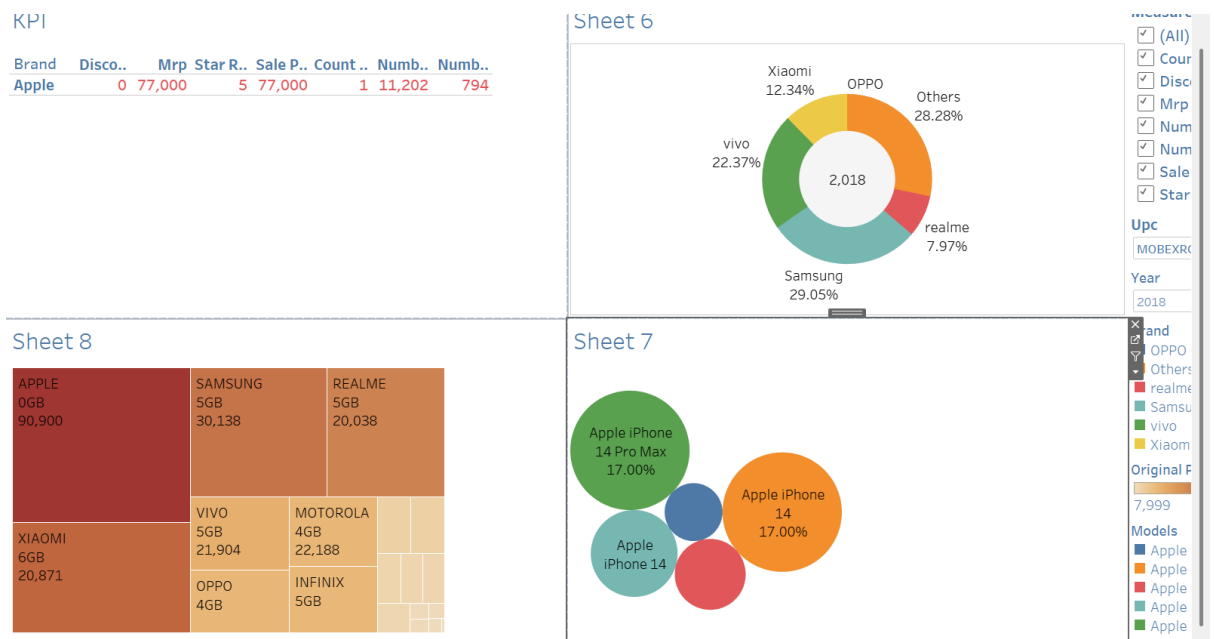 KPI
Brand Disco.. Mrp Star R.. Sale P.. Count .. Numb.. Numb..
Apple 0 77,000 5 77,000 1 11,202 794
Sheet 6
Xiaomi
12.34%
OPPO
Others
28.28%
vivo
22.37%
2,018
realme
7.97%
Samsung
29.05%
Measure
(All)
Cour
Disc
Mrp
Num
Num
Sale
Star
Upc
MOBEXR
Year
2018
Sheet 8
APPLE
0GB
90,900
SAMSUNG
5GB
30,138
REALME
5GB
20,038
XIAOMI
6GB
20,871
VIVO
5GB
21,904
MOTOROLA
4GB
22,188
OPPO
4GB
INFINIX
5GB
Sheet 7
Apple iPhone
14 Pro Max
17.00%
Apple iPhone
14
17.00%
Apple
iPhone 14
rand
OPPO
Others
realme
Samsu
vivo
Xiaom
Original P
7,999
Models
Apple
Apple
Apple
Apple
Apple